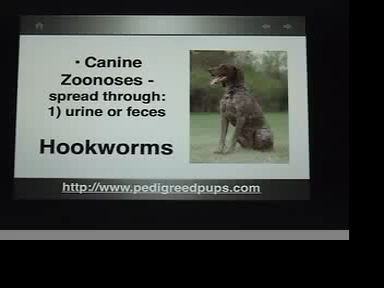 • Canine
Zoonoses -
spread through:
1) urine or feces
Hookworms
http://www.pedigreedpups.com